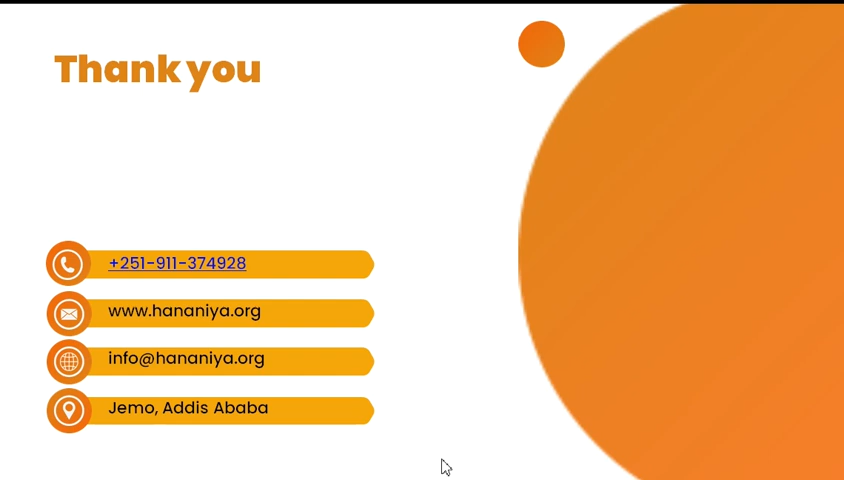 Thank you
+251-911-374928
www.hananiya.org
info@hananiya.org
Jemo, Addis Ababa